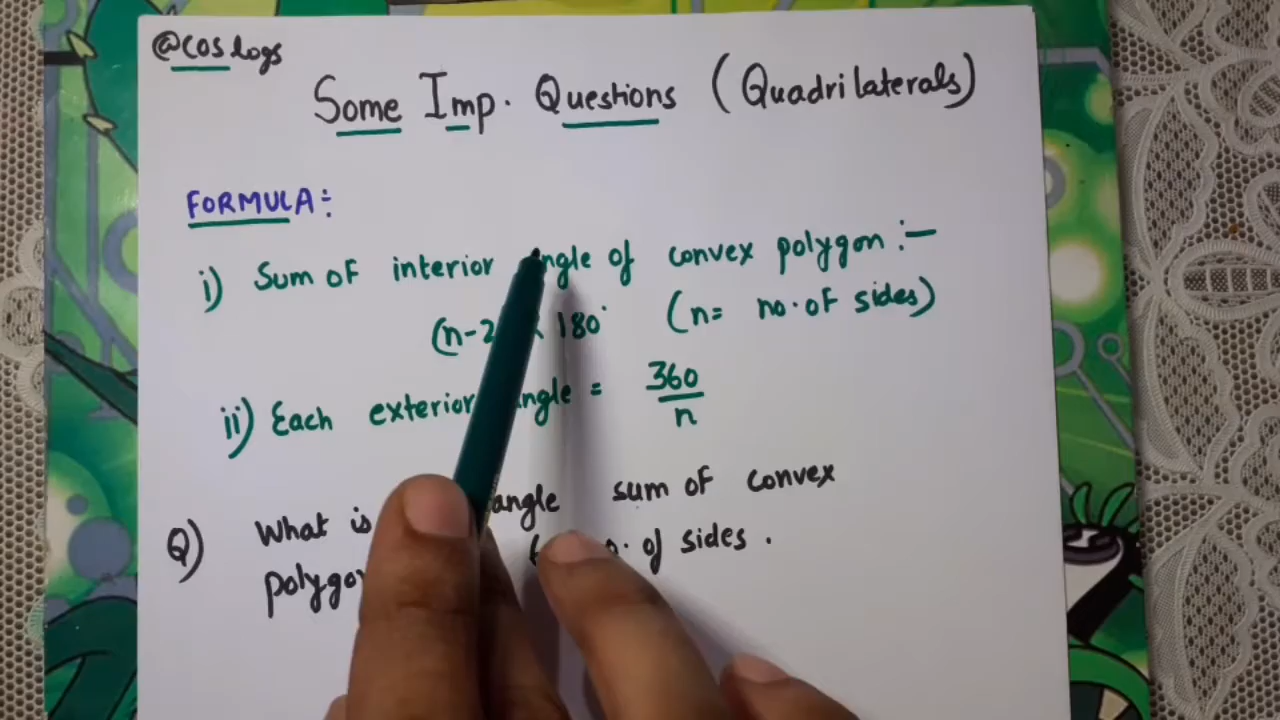 @cos logs
Some Imp. Questions (Quadrilaterals)
FORMULA:
i) Sum of interior angle of convex polygon :-
(n-2 180° (n= no. of sides)
ii) Each exterior angle = 360/n
Q) What is angle sum of convex
of sides.